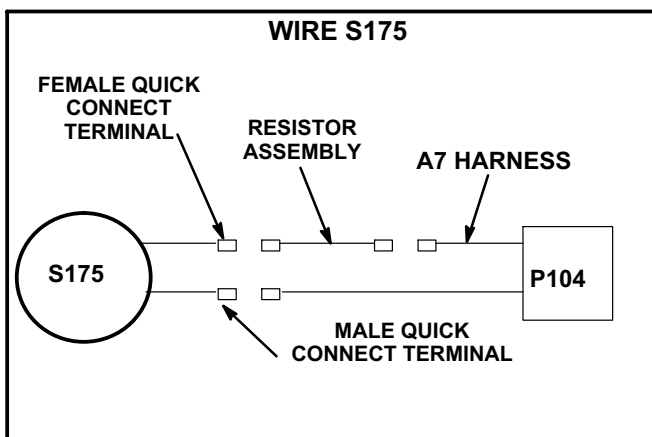 WIRE S175
FEMALE QUICK
CONNECT
TERMINAL
RESISTOR
ASSEMBLY
A7 HARNESS
S175
P104
MALE QUICK
CONNECT TERMINAL